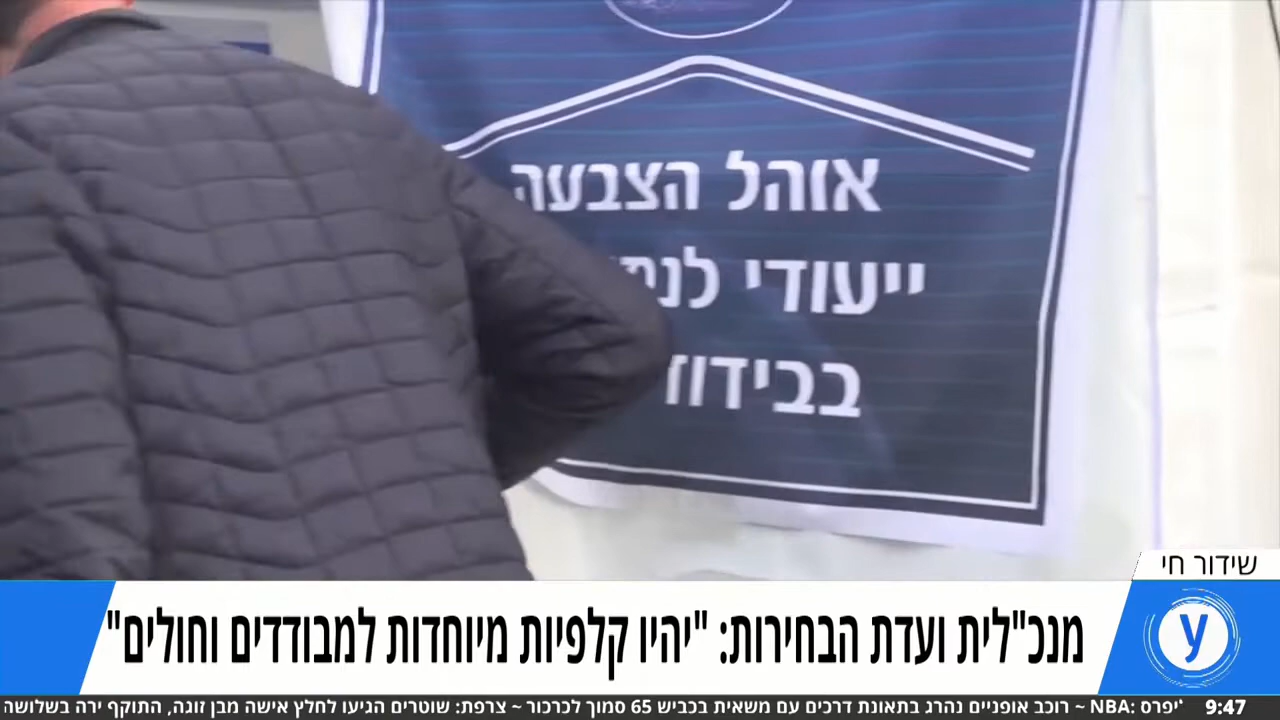 אוהל הצבעה
ייעודי
בבידוד
שידור חי
מנכ"לית ועדת הבחירות: "יהיו קלפיות מיוחדות למבודדים וחולים"
y
9:47 ליפרס :NBA ~ רוכב אופניים נהרג בתאונת דרכים עם משאית בכביש 65 סמוך לכרכור ~ צרפת: שוטרים הגיעו לחלץ אישה מבן זוגה, התוקף ירה בשלושה